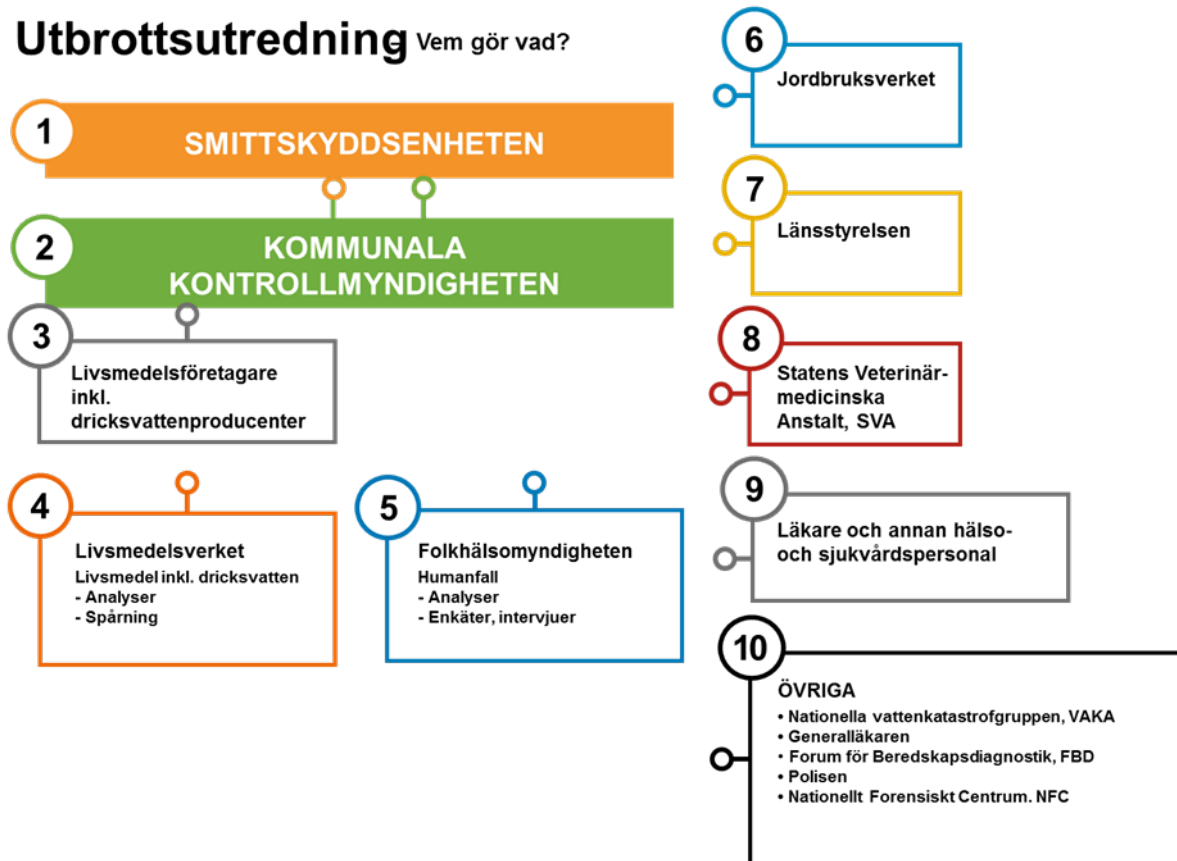 Utbrottsutredning Vem gör vad?
1
SMITTSKYDDSENHETEN
2
KOMMUNALA
KONTROLLMYNDIGHETEN
3
Livsmedelsföretagare
inkl.
dricksvattenproducenter
4
Livsmedelsverket
Livsmedel inkl. dricksvatten
- Analyser
- Spårning
5
Folkhälsomyndigheten
Humanfall
- Analyser
- Enkäter, intervjuer
6
Jordbruksverket
7
Länsstyrelsen
8
Statens Veterinär-
medicinska
Anstalt, SVA
9
Läkare och annan hälso-
och sjukvårdspersonal
10
ÖVRIGA
• Nationella vattenkatastrofgruppen, VAKA
• Generalläkaren
• Forum för Beredskapsdiagnostik, FBD
• Polisen
• Nationellt Forensiskt Centrum. NFC